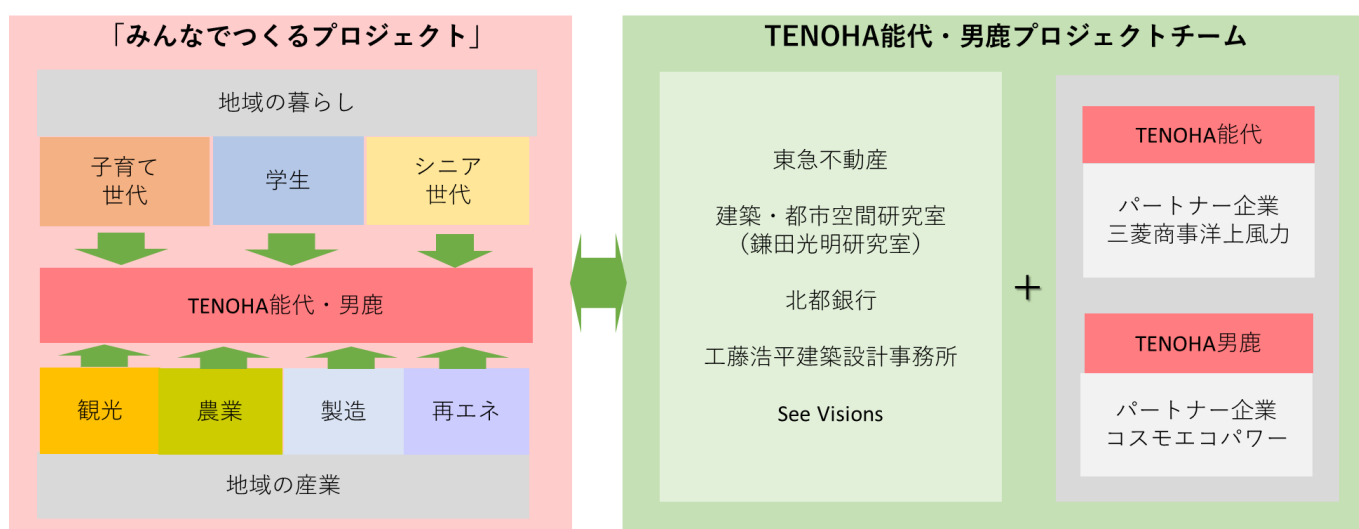 「みんなでつくるプロジェクト」
地域の暮らし
子育て
世代
学生
シニア
世代
TENOHA能代・男鹿
観光
農業
製造
再エネ
地域の産業
TENOHA能代・男鹿プロジェクトチーム
東急不動産
建築・都市空間研究室
（鎌田光明研究室）
北都銀行
工藤浩平建築設計事務所
See Visions
+
TENOHA能代
パートナー企業
三菱商事洋上風力
TENOHA男鹿
パートナー企業
コスモエコパワー